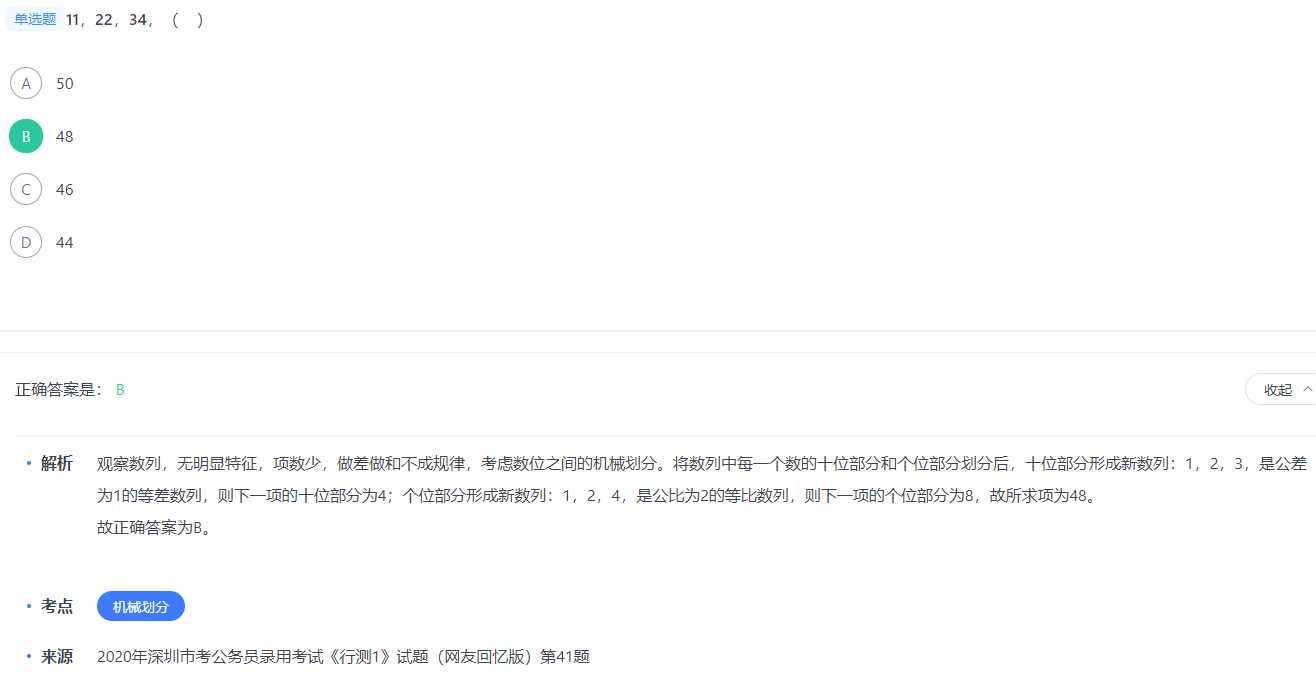 单选题 11，22，34，（　）
A 50
B 48
C 46
D 44
正确答案是： B
收起
解析 观察数列，无明显特征，项数少，做差做和不成规律，考虑数位之间的机械划分。将数列中每一个数的十位部分和个位部分划分后，十位部分形成新数列：1，2，3，是公差
为1的等差数列，则下一项的十位部分为4；个位部分形成新数列：1，2，4，是公比为2的等比数列，则下一项的个位部分为8，故所求项为48。
故正确答案为B。
考点 机械划分
来源 2020年深圳市考公务员录用考试《行测1》试题（网友回忆版）第41题